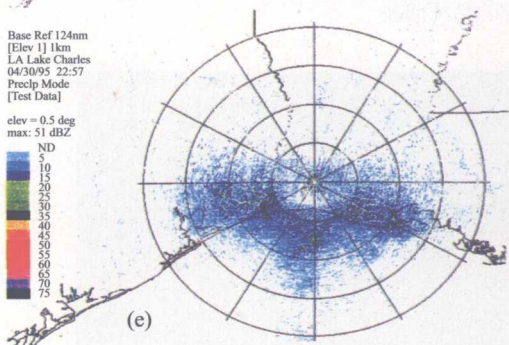 Base Ref 124nm
[Elev 1] 1km
LA Lake Charles
04/30/95 22:57
Precip Mode
[Test Data]
elev = 0.5 deg
max: 51 dBZ
ND
5
10
15
20
25
30
35
40
45
50
55
60
65
70
75
(e)